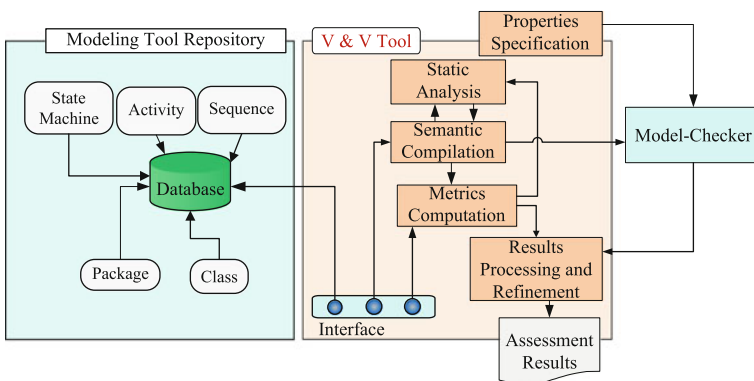 Modeling Tool Repository
V & V Tool
Properties
Specification
State
Machine
Activity
Sequence
Static
Analysis
Semantic
Compilation
Model-Checker
Database
Metrics
Computation
Package
Class
Results
Processing and
Refinement
Interface
Assessment
Results